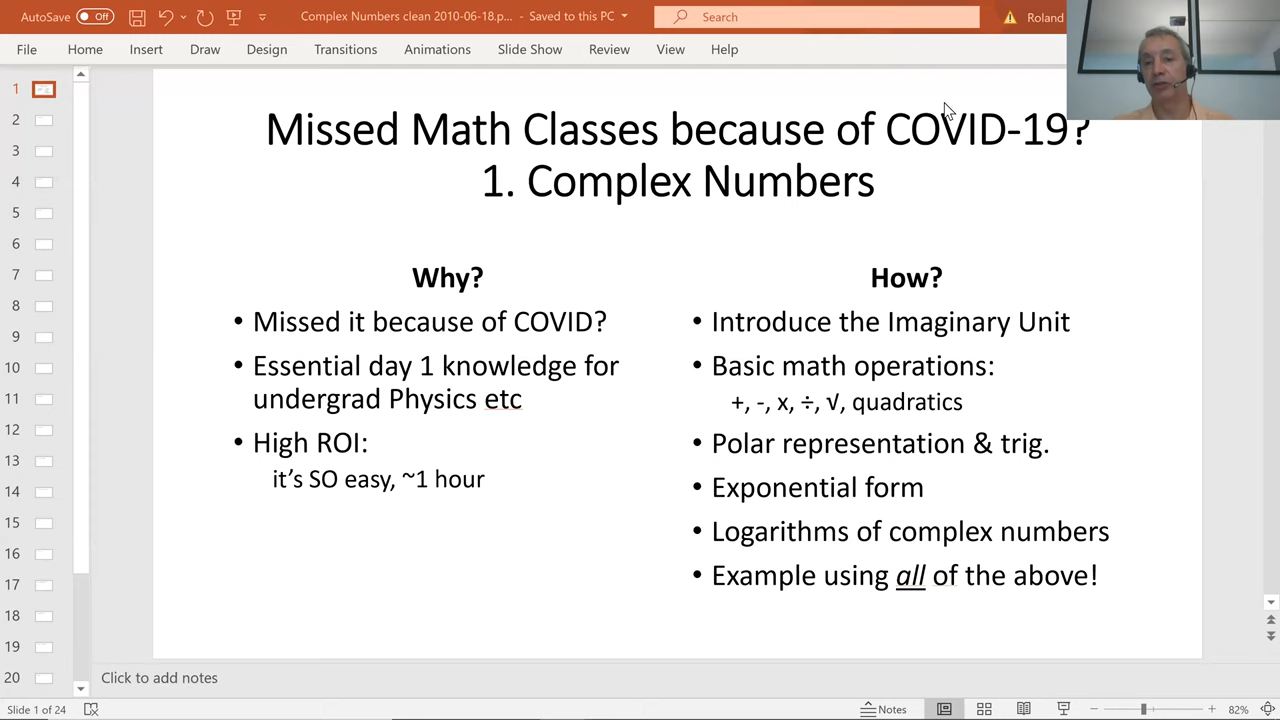 AutoSave Off Complex Numbers clean 2010-06-18.p... - Saved to this PC Search Roland
File Home Insert Draw Design Transitions Animations Slide Show Review View Help
1
2
3
4
5
6
7
11
12
14
15
16
18
19
20
Missed Math Classes because of COVID-19?
1. Complex Numbers
Why?
• Missed it because of COVID?
• Essential day 1 knowledge for
undergrad Physics etc
• High ROI:
it's SO easy, ~1 hour
How?
• Introduce the Imaginary Unit
• Basic math operations:
+, -, x, ÷, √, quadratics
• Polar representation & trig.
• Exponential form
• Logarithms of complex numbers
• Example using all of the above!
Click to add notes
Slide 1 of 24 Notes 82%